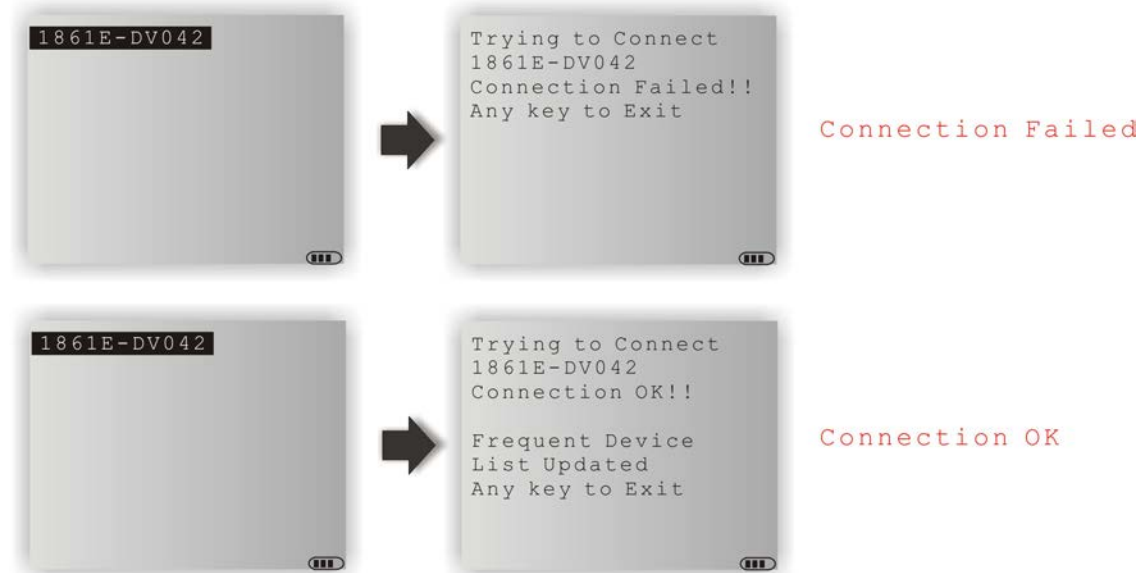 1861E-DV042
Trying to Connect
1861E-DV042
Connection Failed!!
Any key to Exit
Connection Failed
1861E-DV042
Trying to Connect
1861E-DV042
Connection OK!!
Frequent Device
List Updated
Any key to Exit
Connection OK